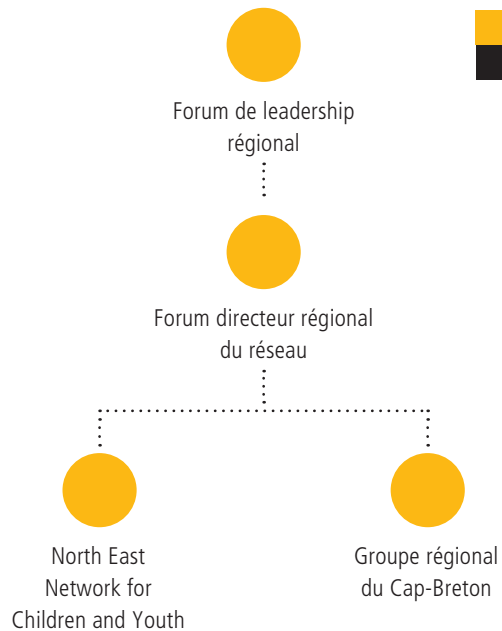 Forum de leadership
régional
Forum directeur régional
du réseau
North East
Network for
Children and Youth
Groupe régional
du Cap-Breton